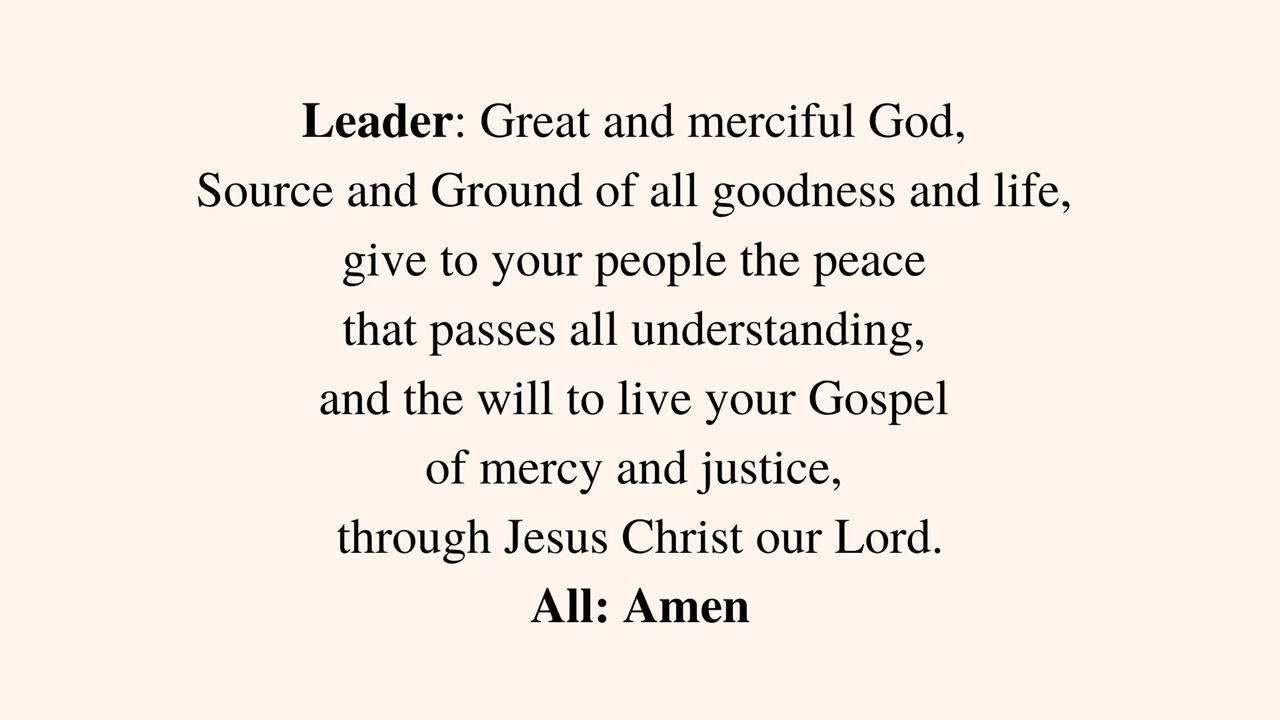 Leader: Great and merciful God,
Source and Ground of all goodness and life,
give to your people the peace
that passes all understanding,
and the will to live your Gospel
of mercy and justice,
through Jesus Christ our Lord.
All: Amen